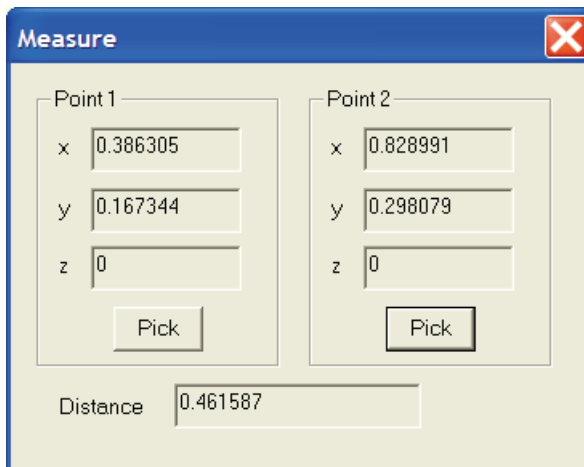 Measure
Point 1
x 0.386305
y 0.167344
z 0
Pick
Point 2
x 0.828991
y 0.298079
z 0
Pick
Distance 0.461587